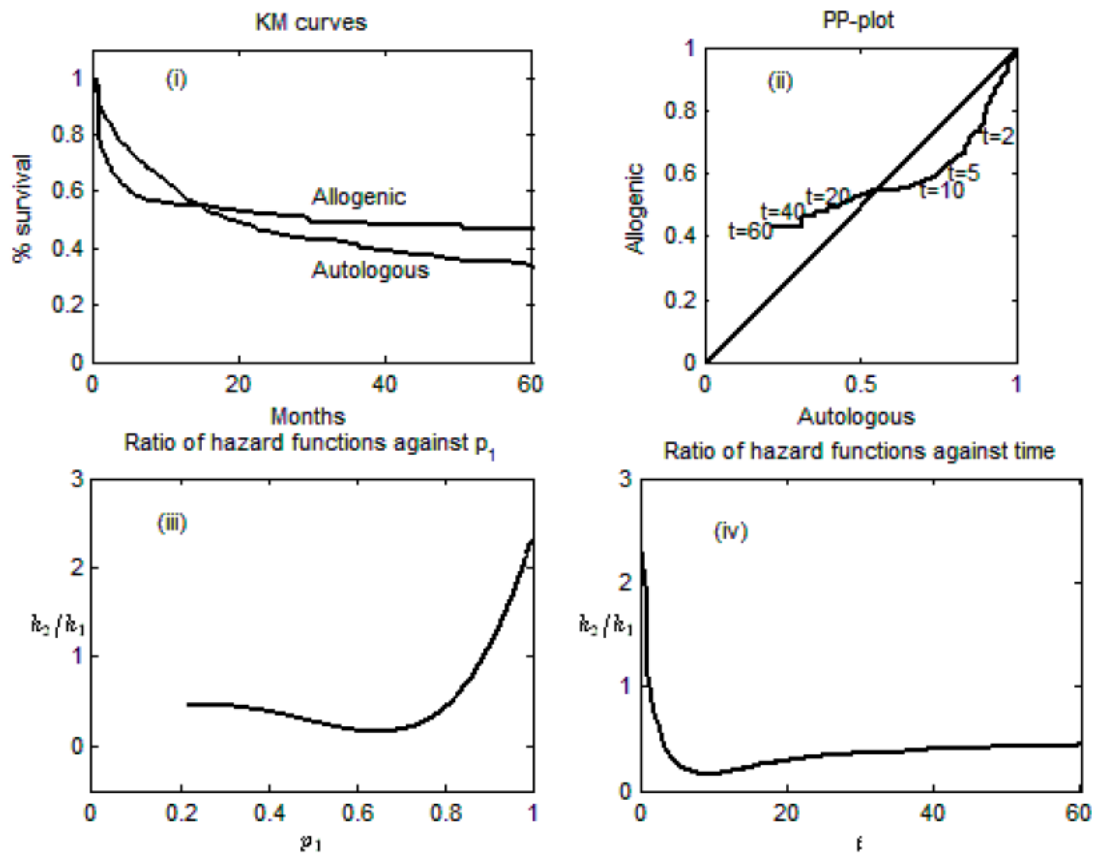 KM curves
(i)
% survival
1
0.8
0.6
0.4
0.2
0
Allogenic
Autologous
0 20 40 60
Months
PP-plot
(ii)
Allogenic
1
0.8
0.6
0.4
0.2
0
t=2
t=5
t=10
t=20
t=40
t=60
0 0.5 1
Autologous
Ratio of hazard functions against p1
(iii)
h2/h1
3
2
1
0
0 0.2 0.4 0.6 0.8 1
p1
Ratio of hazard functions against time
(iv)
h2/h1
3
2
1
0
0 20 40 60
t